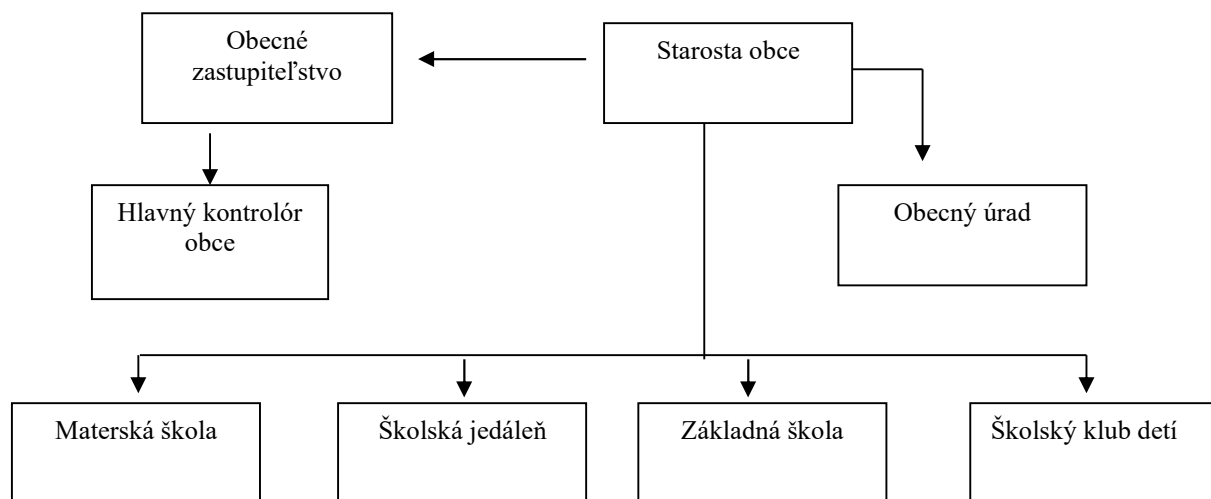 Obecné
zastupiteľstvo
Starosta obce
Hlavný kontrolór
obce
Obecný úrad
Materská škola
Školská jedáleň
Základná škola
Školský klub detí